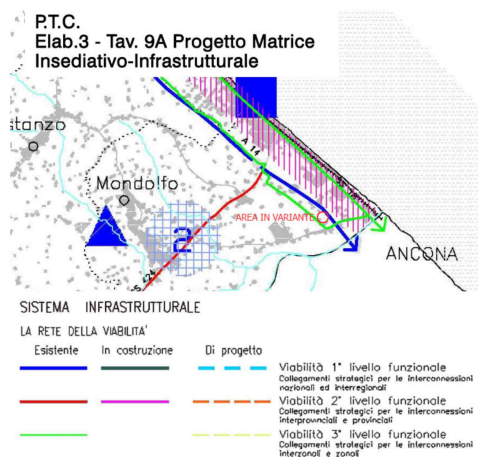 P.T.C.
Elab.3 - Tav. 9A Progetto Matrice
Insediativo-Infrastrutturale
stanzo
A 14
Mondolfo
AREA IN VARIANTE
2
ANCONA
S 424
SISTEMA INFRASTRUTTURALE
LA RETE DELLA VIABILITA'
Esistente In costruzione Di progetto
Viabilità 1° livello funzionale
Collegamenti strategici per le interconnessioni
nazionali ed interregionali
Viabilità 2° livello funzionale
Collegamenti strategici per le interconnessioni
interprovinciali e provinciali
Viabilità 3° livello funzionale
Collegamenti strategici per le interconnessioni
interzonali e zonali